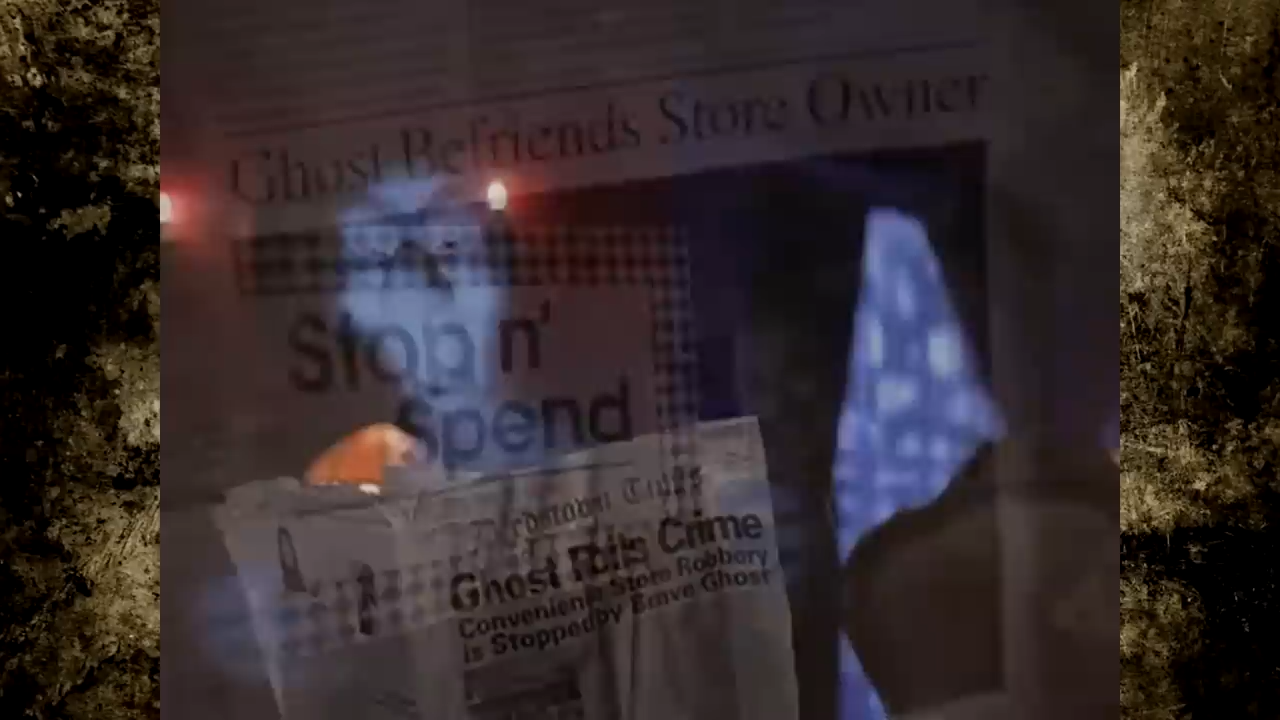 Ghost Befriends Store Owner
Stop n'
Spend
Ghost Foils Crime
Convenience Store Robbery
is Stopped by Brave Ghost